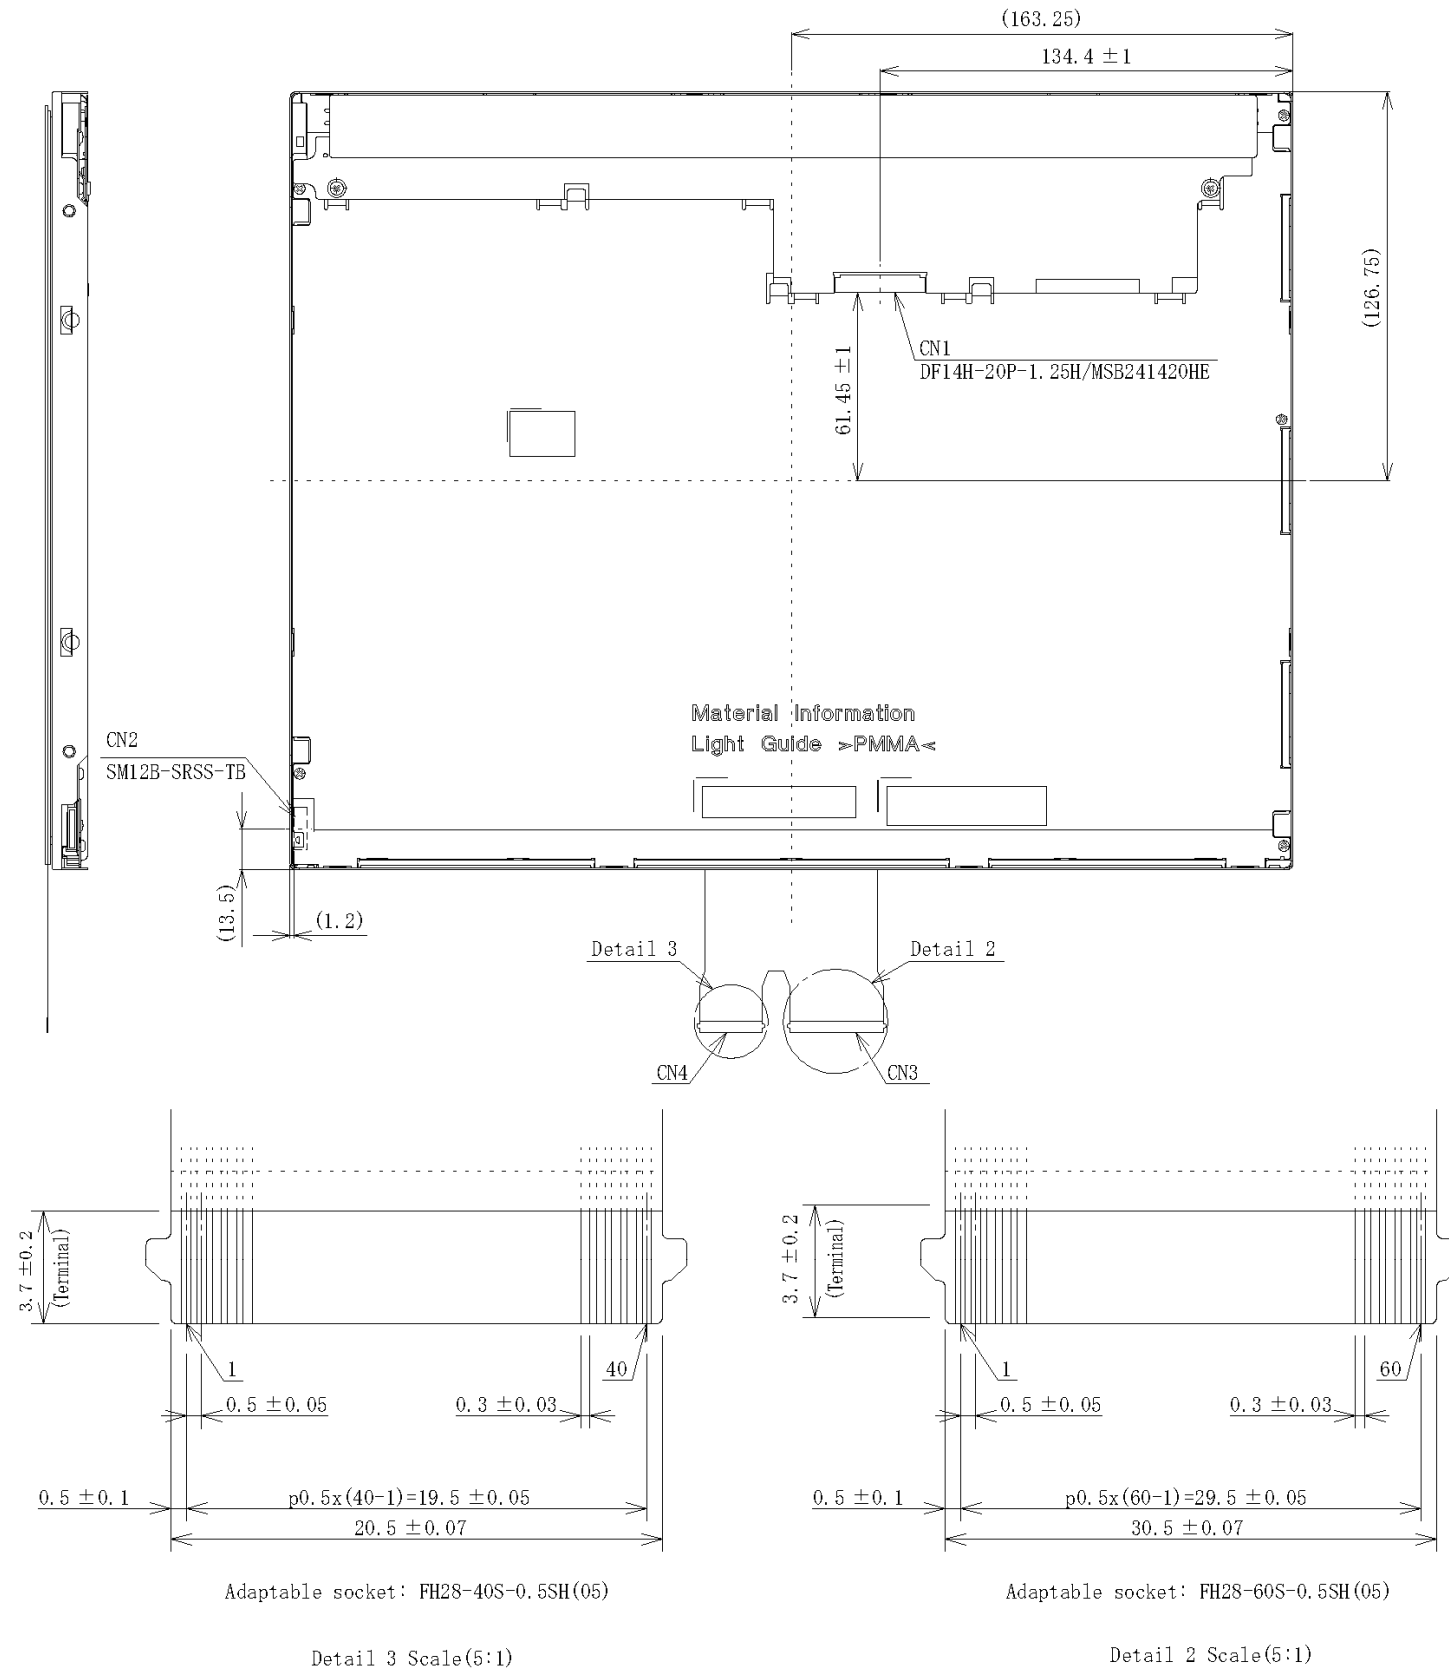 (163.25)
134.4 ±1
(126.75)
CN1
DF14H-20P-1.25H/MSB241420HE
61.45 ±1
Material Information
Light Guide >PMMA<
CN2
SM12B-SRSS-TB
(13.5)
(1.2)
Detail 3
Detail 2
CN4
CN3
3.7 ±0.2
(Terminal)
1
40
0.5 ±0.05
0.3 ±0.03
0.5 ±0.1
p0.5x(40-1)=19.5 ±0.05
20.5 ±0.07
Adaptable socket: FH28-40S-0.5SH(05)
Detail 3 Scale(5:1)
3.7 ±0.2
(Terminal)
1
60
0.5 ±0.05
0.3 ±0.03
0.5 ±0.1
p0.5x(60-1)=29.5 ±0.05
30.5 ±0.07
Adaptable socket: FH28-60S-0.5SH(05)
Detail 2 Scale(5:1)